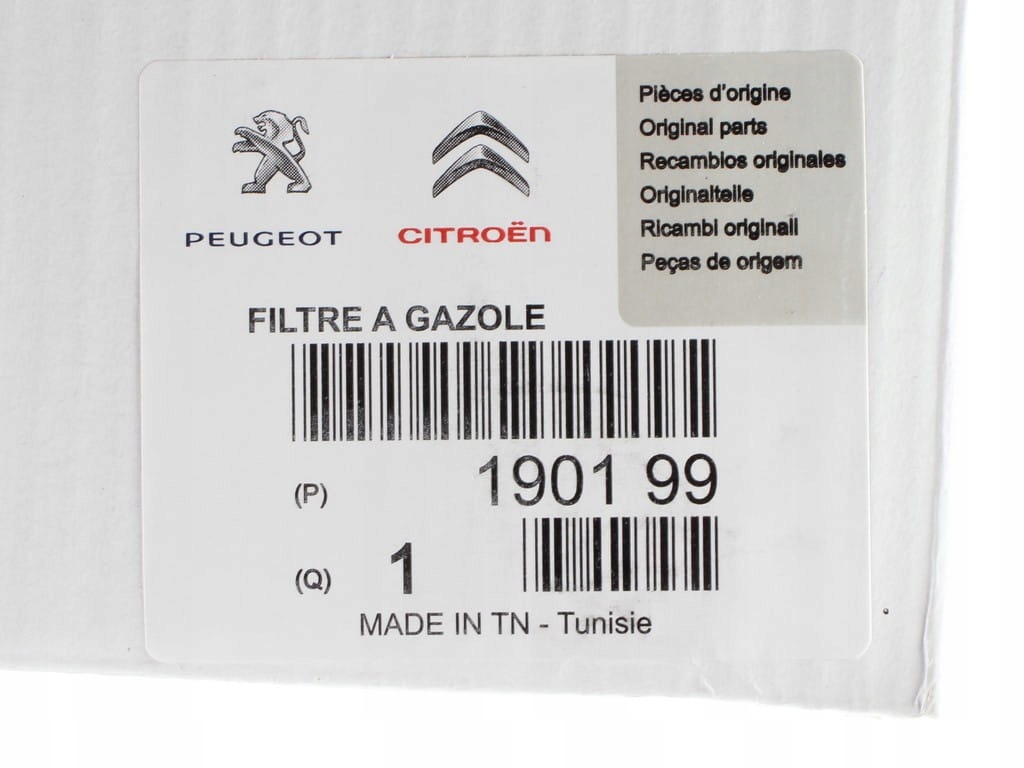 PEUGEOT
CITROËN
Pièces d'origine
Original parts
Recambios originales
Originalteile
Ricambi originali
Peças de origem
FILTRE A GAZOLE
(P) 1901 99
(Q) 1
MADE IN TN - Tunisie